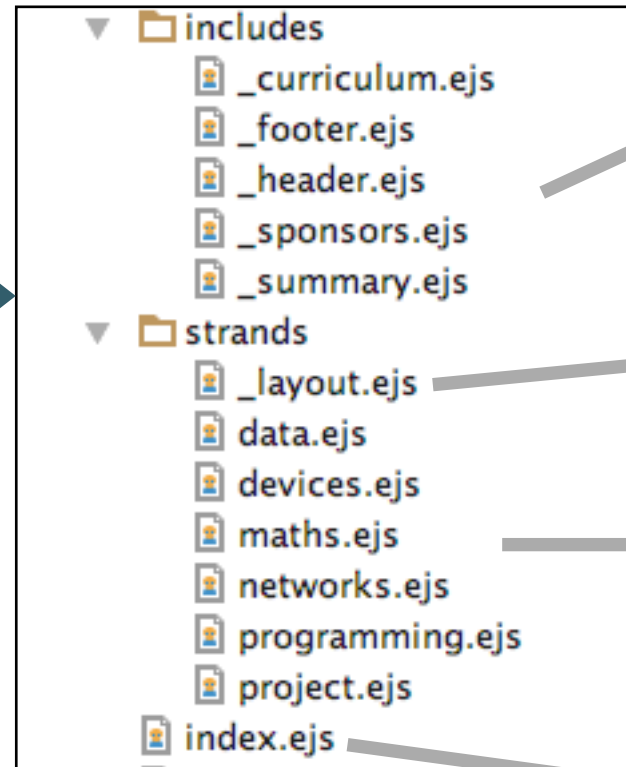 includes
_curriculum.ejs
_footer.ejs
_header.ejs
_sponsors.ejs
_summary.ejs
strands
_layout.ejs
data.ejs
devices.ejs
maths.ejs
networks.ejs
programming.ejs
project.ejs
index.ejs